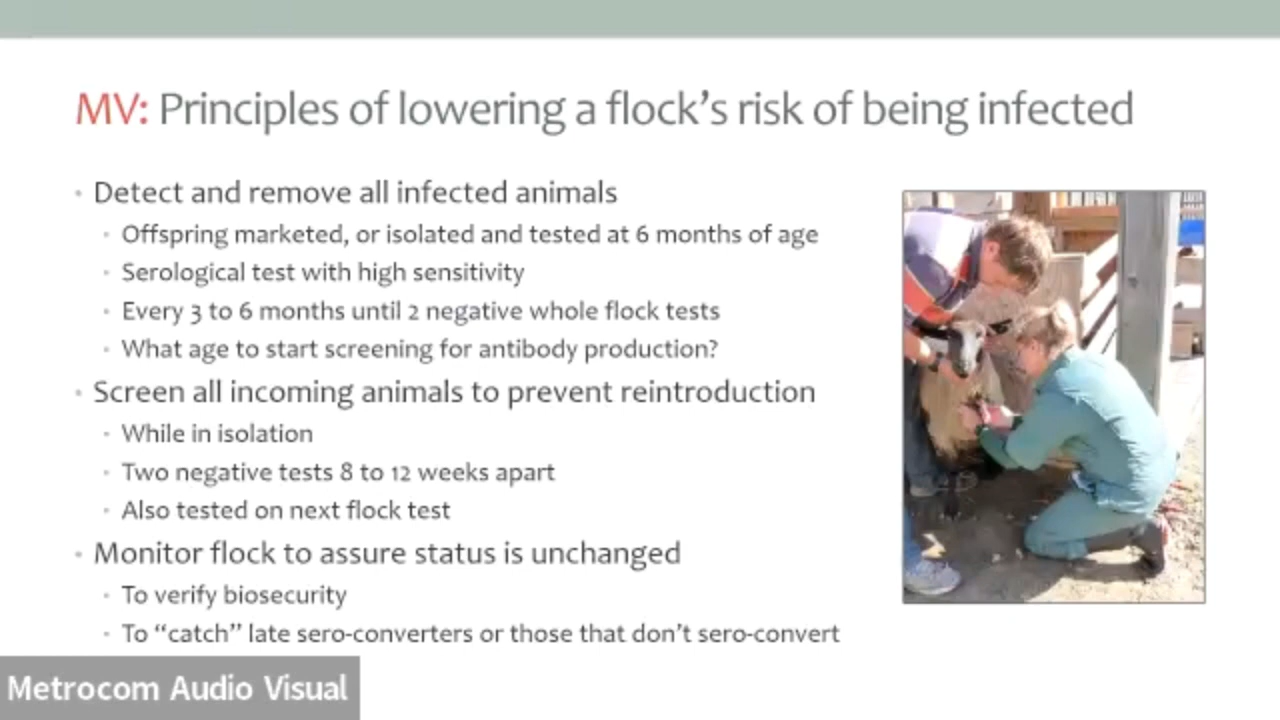 MV: Principles of lowering a flock’s risk of being infected
• Detect and remove all infected animals
• Offspring marketed, or isolated and tested at 6 months of age
• Serological test with high sensitivity
• Every 3 to 6 months until 2 negative whole flock tests
• What age to start screening for antibody production?
• Screen all incoming animals to prevent reintroduction
• While in isolation
• Two negative tests 8 to 12 weeks apart
• Also tested on next flock test
• Monitor flock to assure status is unchanged
• To verify biosecurity
• To “catch” late sero-converters or those that don’t sero-convert
Metrocom Audio Visual